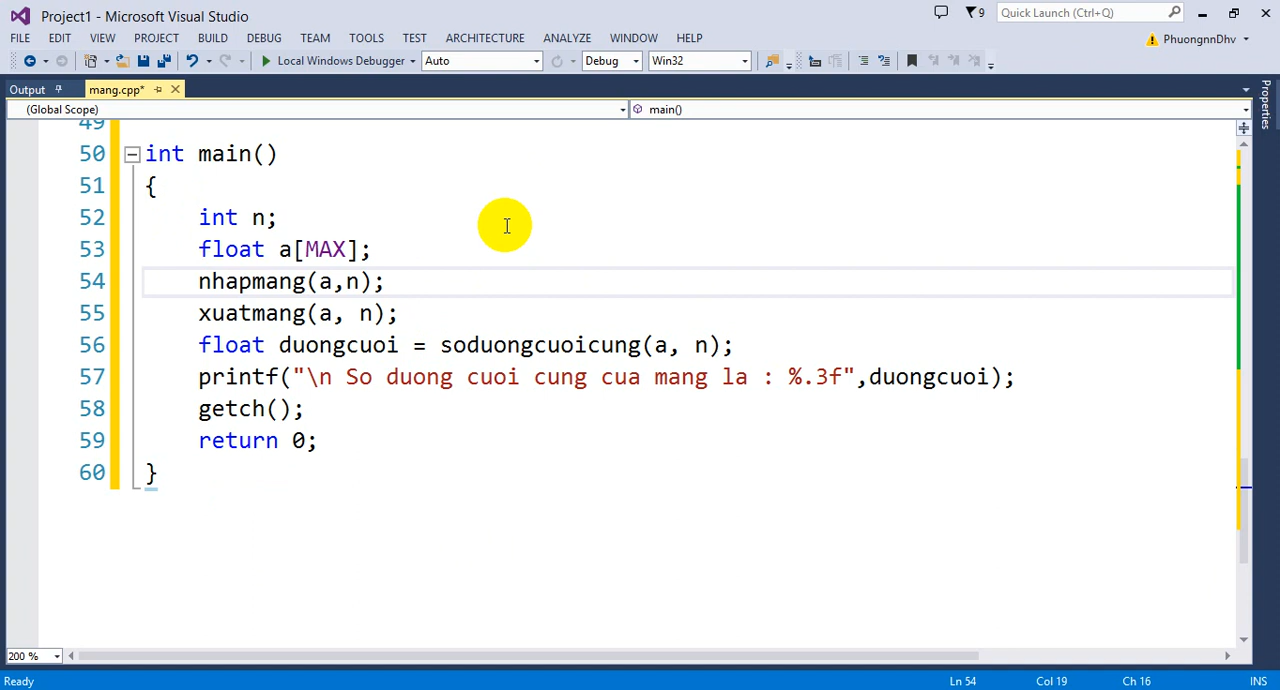 Project1 - Microsoft Visual Studio
9
Quick Launch (Ctrl+Q)
FILE EDIT VIEW PROJECT BUILD DEBUG TEAM TOOLS TEST ARCHITECTURE ANALYZE WINDOW HELP
PhuongnnDhv
Local Windows Debugger Auto Debug Win32
Output mang.cpp*
Properties
(Global Scope) main()
49
50 int main()
51 {
52 int n;
53 float a[MAX];
54 nhapmang(a,n);
55 xuatmang(a, n);
56 float duongcuoi = soduongcuoicung(a, n);
57 printf("\n So duong cuoi cung cua mang la : %.3f",duongcuoi);
58 getch();
59 return 0;
60 }
200 %
Ready Ln 54 Col 19 Ch 16 INS